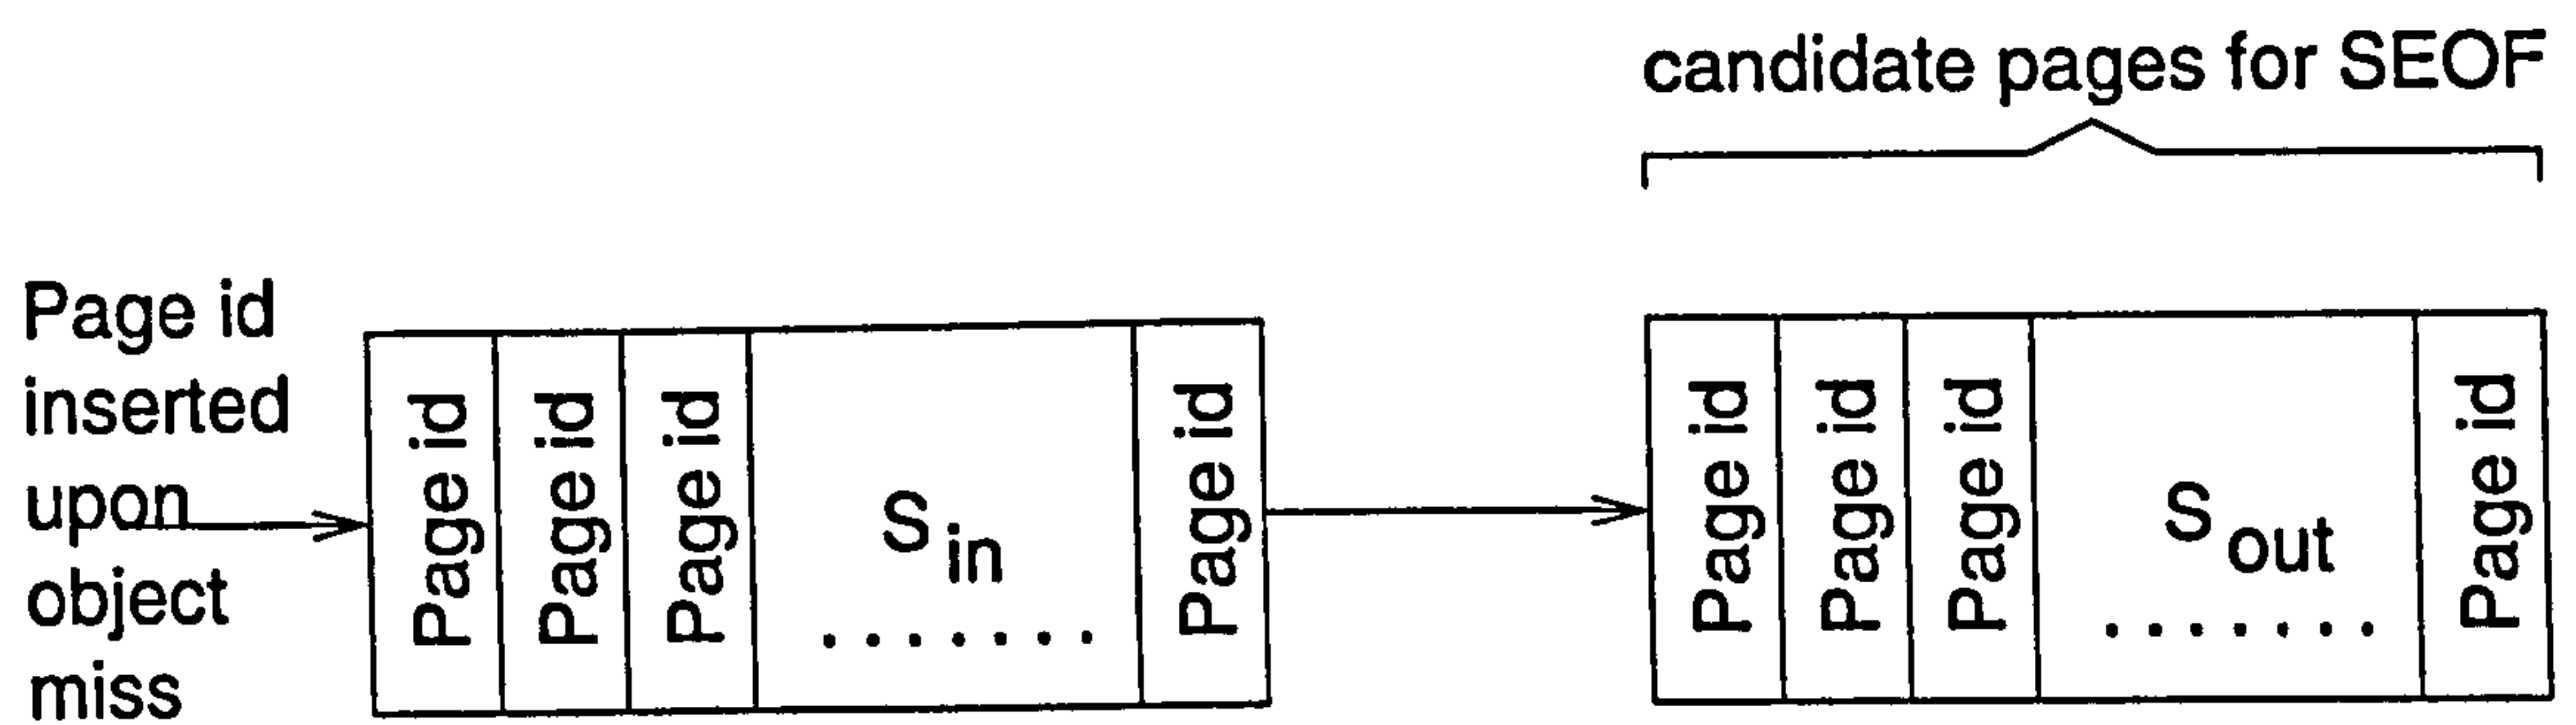 candidate pages for SEOF
Page id
inserted
upon
object
miss
Page id
Page id
Page id
S in
.......
Page id
Page id
Page id
Page id
S out
.......
Page id